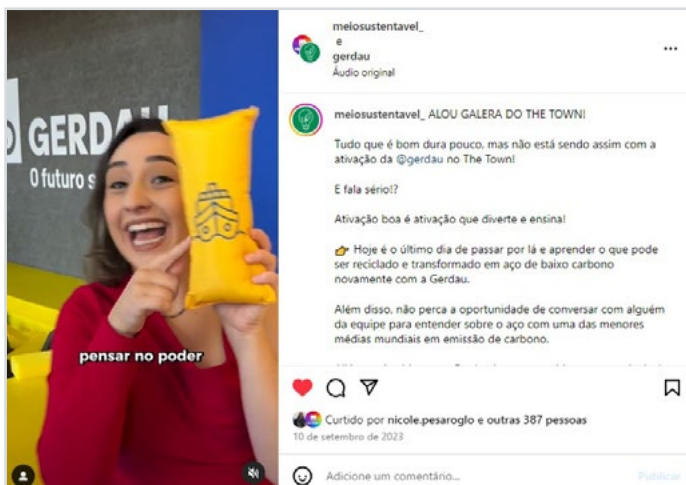 GERDAU
O futuro s
pensar no poder
meiosustentavel_
e
gerdau
Áudio original
meiosustentavel_ ALOU GALERA DO THE TOWN!
Tudo que é bom dura pouco, mas não está sendo assim com a
ativação da @gerdau no The Town!
E fala sério!?
Ativação boa é ativação que diverte e ensina!
👉 Hoje é o último dia de passar por lá e aprender o que pode
ser reciclado e transformado em aço de baixo carbono
novamente com a Gerdau.
Além disso, não perca a oportunidade de conversar com alguém
da equipe para entender sobre o aço com uma das menores
médias mundiais em emissão de carbono.
Curtido por nicole.pesaroglo e outras 387 pessoas
10 de setembro de 2023
Adicione um comentário...
Publicar